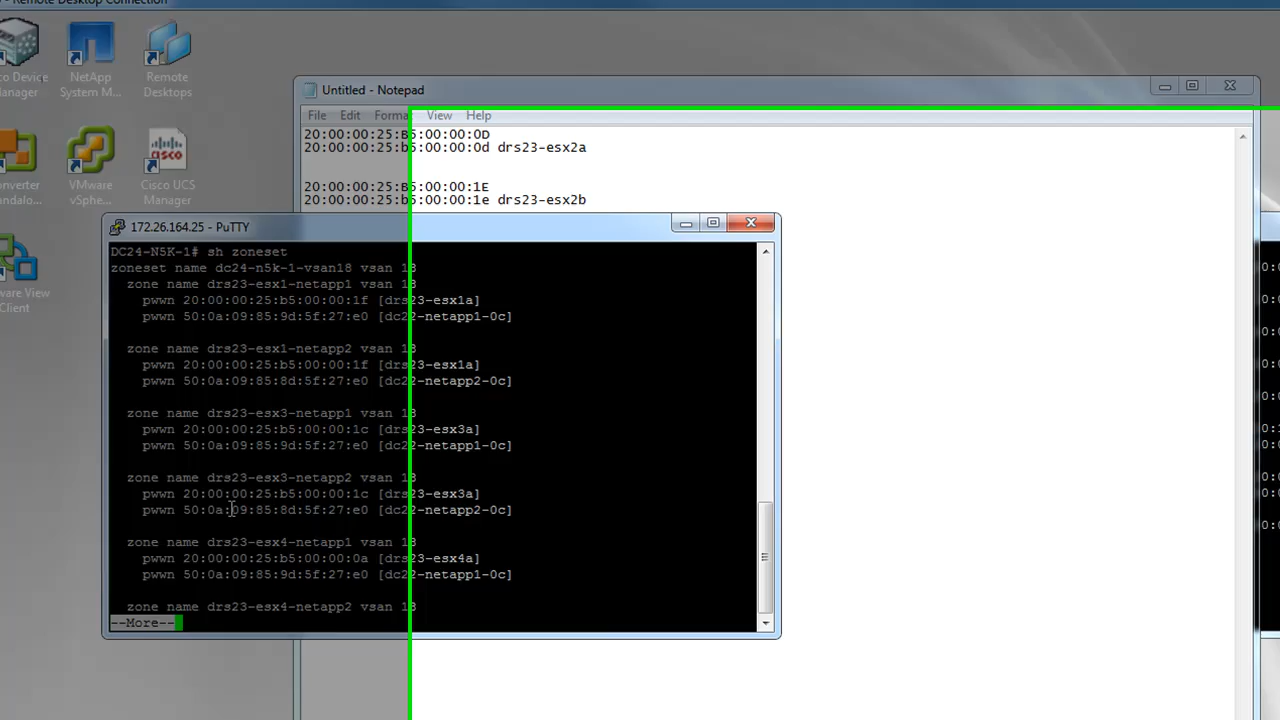 Remote Desktop Connection
co Device
Manager
NetApp
System M...
Remote
Desktops
onverter
andalo...
VMware
vSphe...
Cisco UCS
Manager
ware View
Client
Untitled - Notepad
File Edit Forma View Help
20:00:00:25:B5:00:00:0D
20:00:00:25:b5:00:00:0d drs23-esx2a
20:00:00:25:B5:00:00:1E
20:00:00:25:b5:00:00:1e drs23-esx2b
172.26.164.25 - PuTTY
DC24-N5K-1# sh zoneset
zoneset name dc24-n5k-1-vsan18 vsan 18
zone name drs23-esx1-netapp1 vsan 18
pwwn 20:00:00:25:b5:00:00:1f [drs23-esx1a]
pwwn 50:0a:09:85:9d:5f:27:e0 [dc22-netapp1-0c]
zone name drs23-esx1-netapp2 vsan 18
pwwn 20:00:00:25:b5:00:00:1f [drs23-esx1a]
pwwn 50:0a:09:85:8d:5f:27:e0 [dc22-netapp2-0c]
zone name drs23-esx3-netapp1 vsan 18
pwwn 20:00:00:25:b5:00:00:1c [drs23-esx3a]
pwwn 50:0a:09:85:9d:5f:27:e0 [dc22-netapp1-0c]
zone name drs23-esx3-netapp2 vsan 18
pwwn 20:00:00:25:b5:00:00:1c [drs23-esx3a]
pwwn 50:0a:09:85:8d:5f:27:e0 [dc22-netapp2-0c]
zone name drs23-esx4-netapp1 vsan 18
pwwn 20:00:00:25:b5:00:00:0a [drs23-esx4a]
pwwn 50:0a:09:85:9d:5f:27:e0 [dc22-netapp1-0c]
zone name drs23-esx4-netapp2 vsan 18
--More--